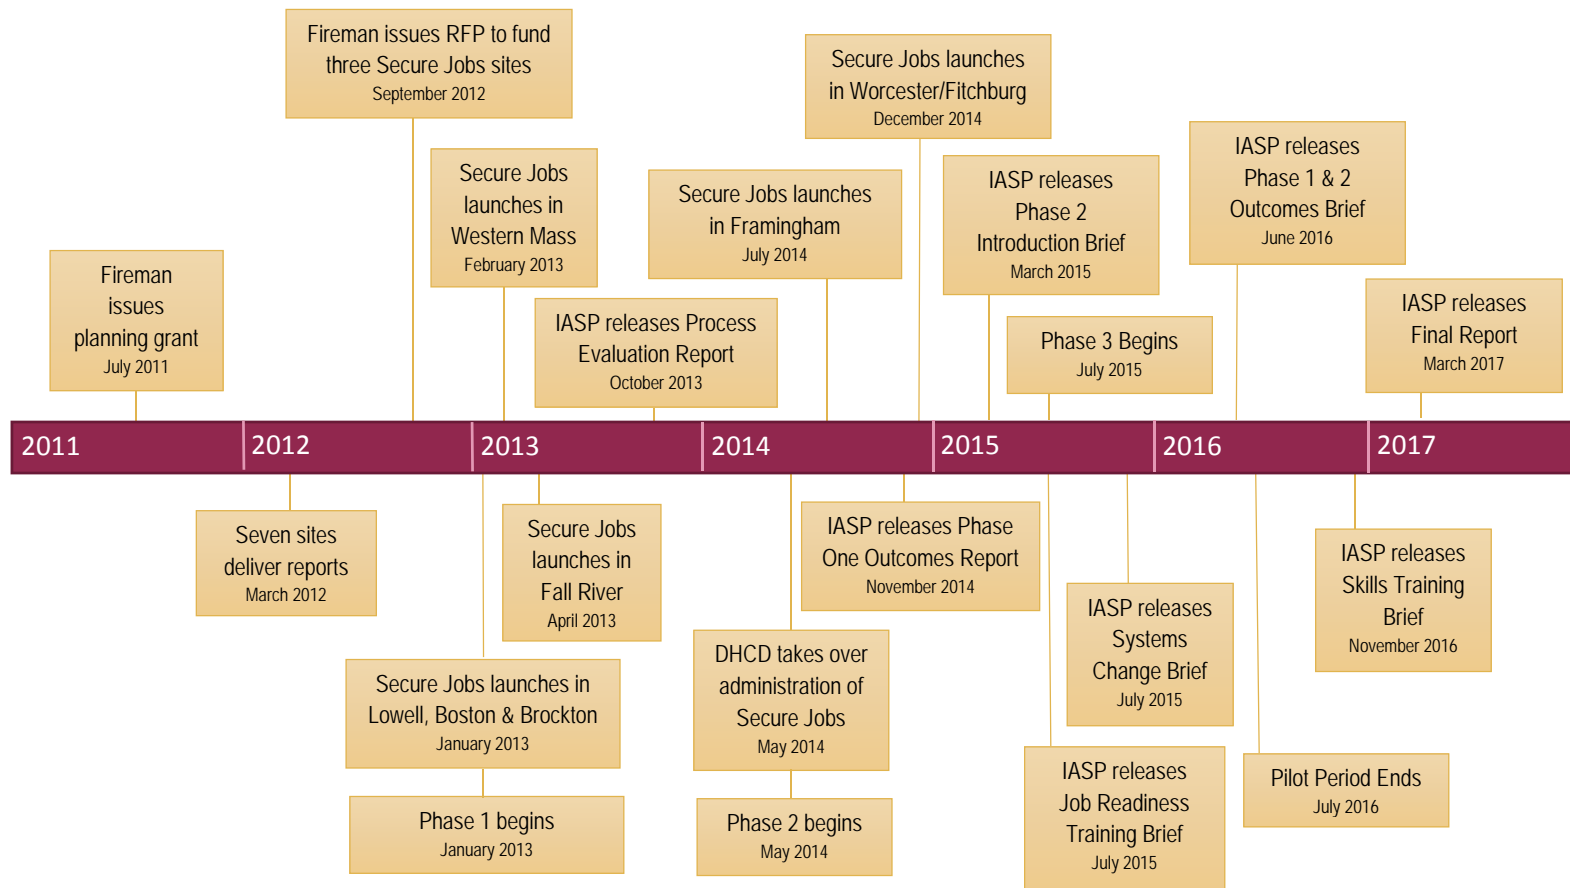 Fireman issues RFP to fund
three Secure Jobs sites
September 2012
Secure Jobs launches
in Worcester/Fitchburg
December 2014
IASP releases
Phase 1 & 2
Outcomes Brief
June 2016
Secure Jobs
launches in
Western Mass
February 2013
Secure Jobs launches
in Framingham
July 2014
IASP releases
Phase 2
Introduction Brief
March 2015
Fireman
issues
planning grant
July 2011
IASP releases Process
Evaluation Report
October 2013
Phase 3 Begins
July 2015
IASP releases
Final Report
March 2017
2011
2012
2013
2014
2015
2016
2017
Seven sites
deliver reports
March 2012
Secure Jobs
launches in
Fall River
April 2013
IASP releases Phase
One Outcomes Report
November 2014
IASP releases
Skills Training
Brief
November 2016
IASP releases
Systems
Change Brief
July 2015
Secure Jobs launches in
Lowell, Boston & Brockton
January 2013
DHCD takes over
administration of
Secure Jobs
May 2014
IASP releases
Job Readiness
Training Brief
July 2015
Pilot Period Ends
July 2016
Phase 1 begins
January 2013
Phase 2 begins
May 2014